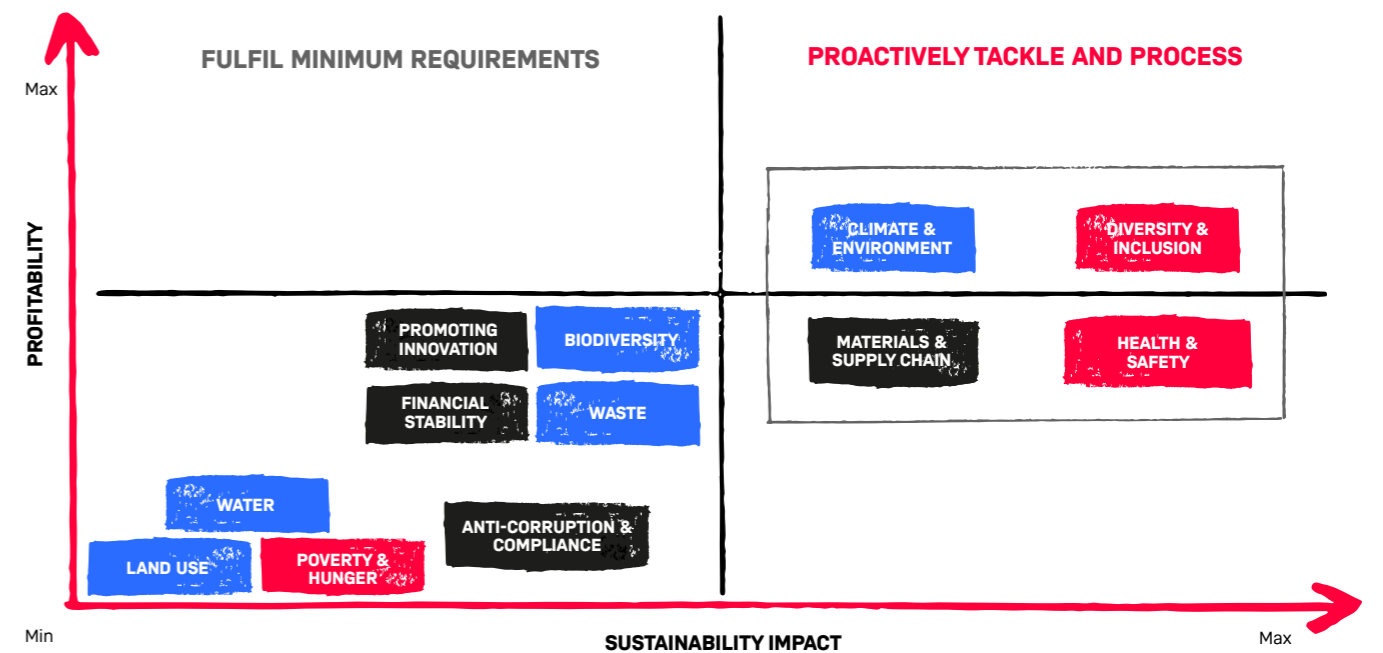 FULFIL MINIMUM REQUIREMENTS
PROACTIVELY TACKLE AND PROCESS
Max
PROFITABILITY
CLIMATE &
ENVIRONMENT
DIVERSITY &
INCLUSION
PROMOTING
INNOVATION
BIODIVERSITY
MATERIALS &
SUPPLY CHAIN
HEALTH &
SAFETY
FINANCIAL
STABILITY
WASTE
WATER
ANTI-CORRUPTION &
COMPLIANCE
LAND USE
POVERTY &
HUNGER
Min
SUSTAINABILITY IMPACT
Max